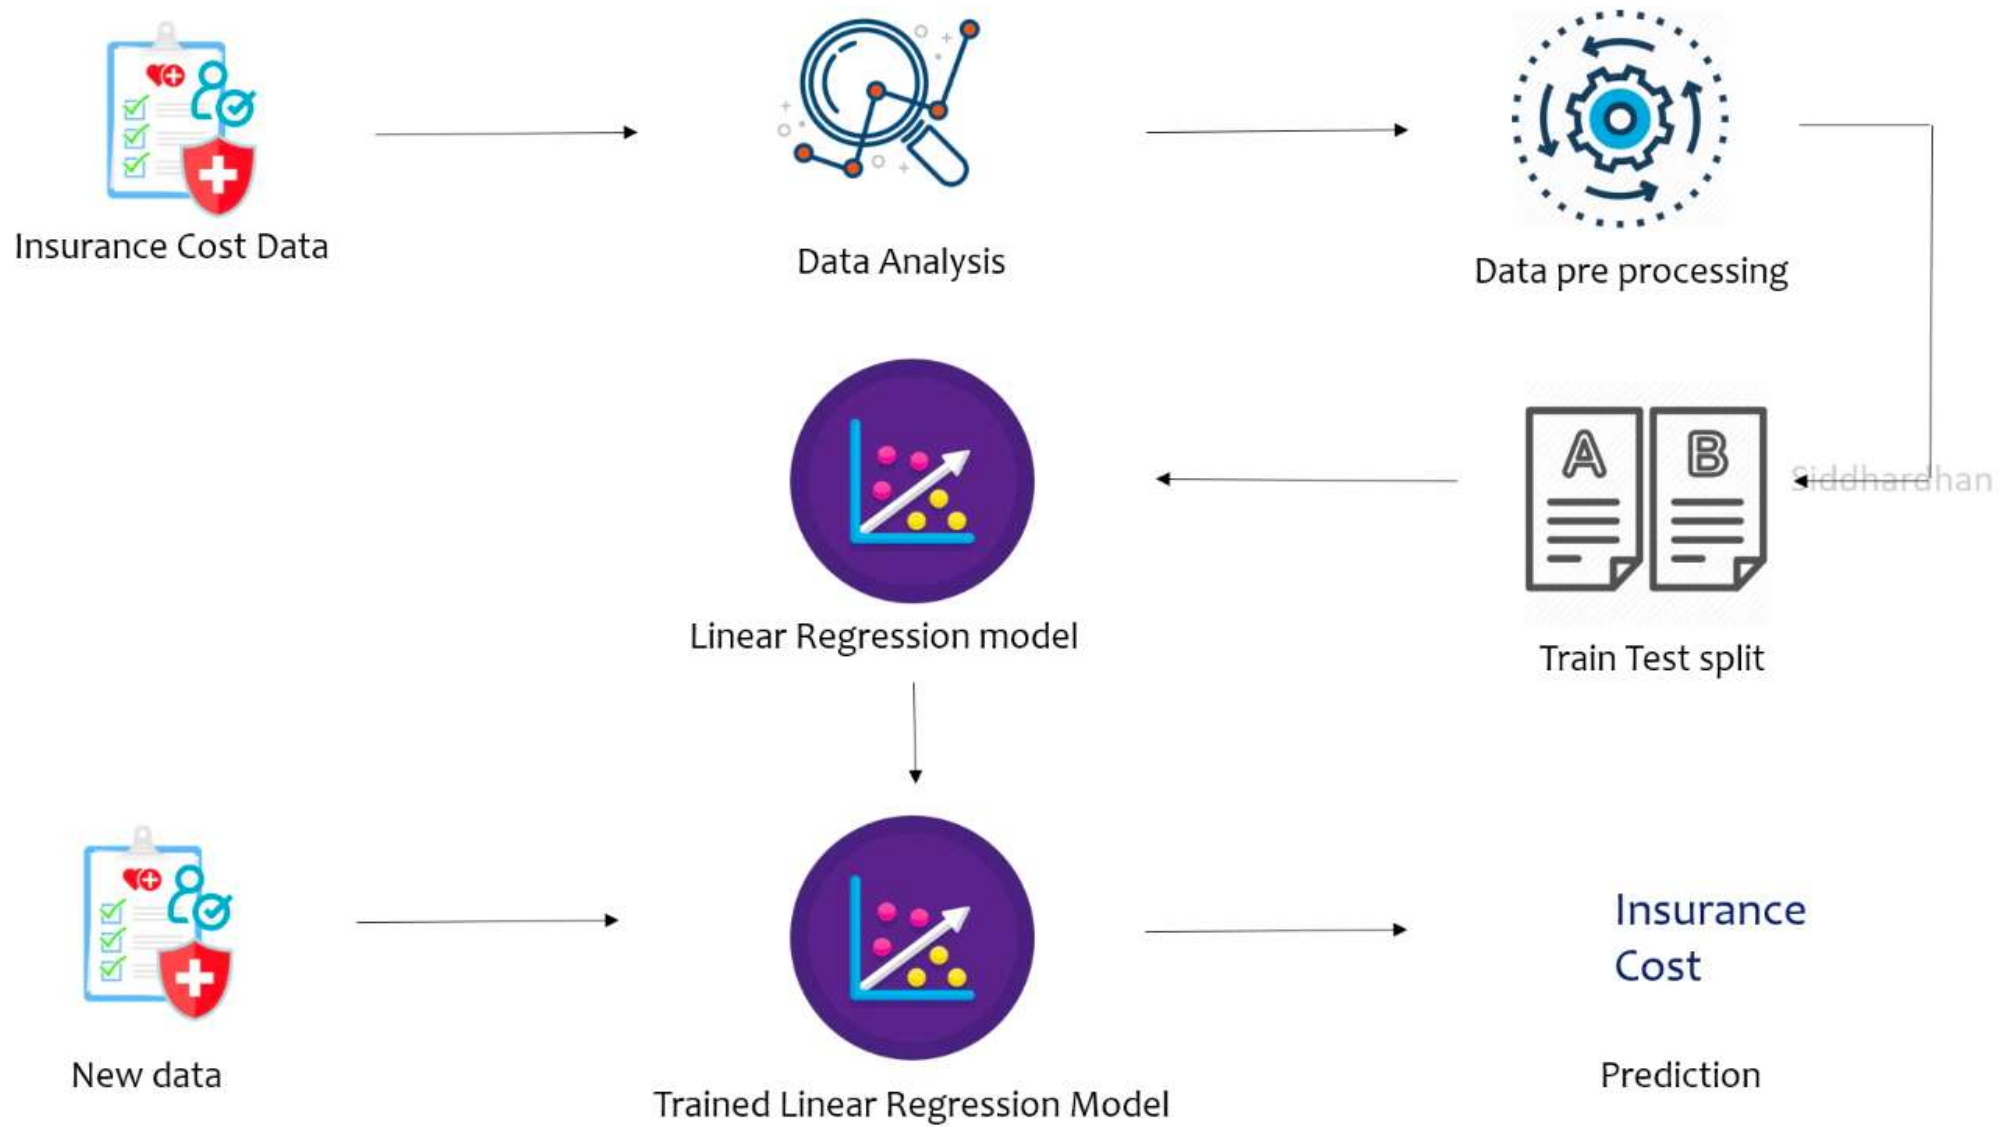 Insurance Cost Data
Data Analysis
Data pre processing
Linear Regression model
A
B
Siddhardhan
Train Test split
New data
Trained Linear Regression Model
Insurance
Cost
Prediction